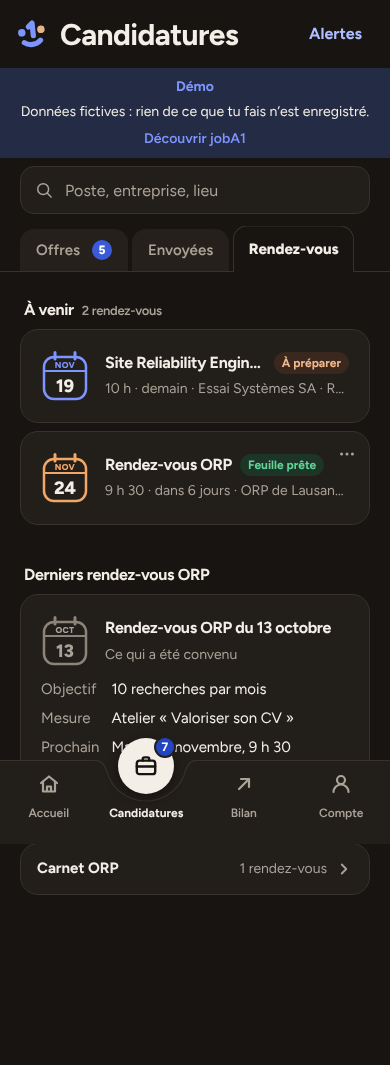 Candidatures
Alertes
Démo
Données fictives : rien de ce que tu fais n'est enregistré.
Découvrir jobA1
Poste, entreprise, lieu
Offres 5
Envoyées
Rendez-vous
À venir 2 rendez-vous
NOV
19
Site Reliability Engin...
À préparer
10 h · demain · Essai Systèmes SA · R...
NOV
24
Rendez-vous ORP
Feuille prête
9 h 30 · dans 6 jours · ORP de Lausan...
Derniers rendez-vous ORP
OCT
13
Rendez-vous ORP du 13 octobre
Ce qui a été convenu
Objectif 10 recherches par mois
Mesure Atelier « Valoriser son CV »
Prochain novembre, 9 h 30
7
Accueil
Candidatures
Bilan
Compte
Carnet ORP
1 rendez-vous